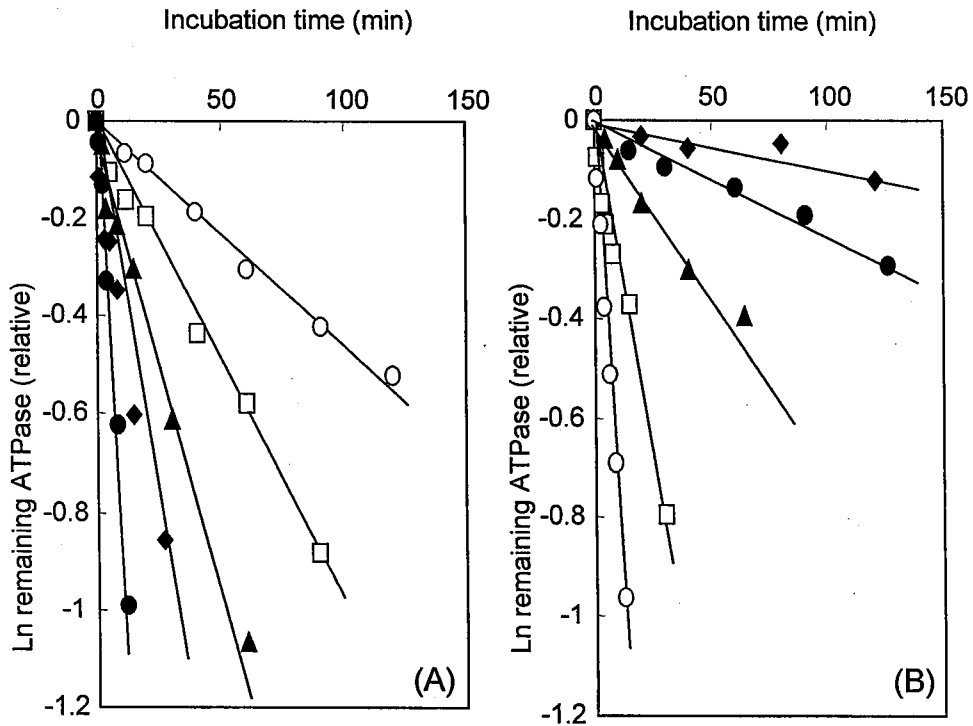 Incubation time (min)
0 50 100 150
0
-0.2
-0.4
-0.6
-0.8
-1
-1.2
Ln remaining ATPase (relative)
(A)
Incubation time (min)
0 50 100 150
0
-0.2
-0.4
-0.6
-0.8
-1
-1.2
Ln remaining ATPase (relative)
(B)